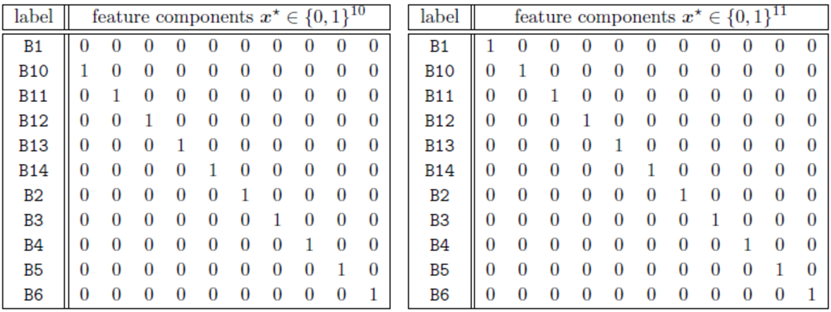 label feature components x⋆ ∈ {0, 1}^10
B1 0 0 0 0 0 0 0 0 0 0
B10 1 0 0 0 0 0 0 0 0 0
B11 0 1 0 0 0 0 0 0 0 0
B12 0 0 1 0 0 0 0 0 0 0
B13 0 0 0 1 0 0 0 0 0 0
B14 0 0 0 0 1 0 0 0 0 0
B2 0 0 0 0 0 1 0 0 0 0
B3 0 0 0 0 0 0 1 0 0 0
B4 0 0 0 0 0 0 0 1 0 0
B5 0 0 0 0 0 0 0 0 1 0
B6 0 0 0 0 0 0 0 0 0 1
label feature components x⋆ ∈ {0, 1}^11
B1 1 0 0 0 0 0 0 0 0 0 0
B10 0 1 0 0 0 0 0 0 0 0 0
B11 0 0 1 0 0 0 0 0 0 0 0
B12 0 0 0 1 0 0 0 0 0 0 0
B13 0 0 0 0 1 0 0 0 0 0 0
B14 0 0 0 0 0 1 0 0 0 0 0
B2 0 0 0 0 0 0 1 0 0 0 0
B3 0 0 0 0 0 0 0 1 0 0 0
B4 0 0 0 0 0 0 0 0 1 0 0
B5 0 0 0 0 0 0 0 0 0 1 0
B6 0 0 0 0 0 0 0 0 0 0 1